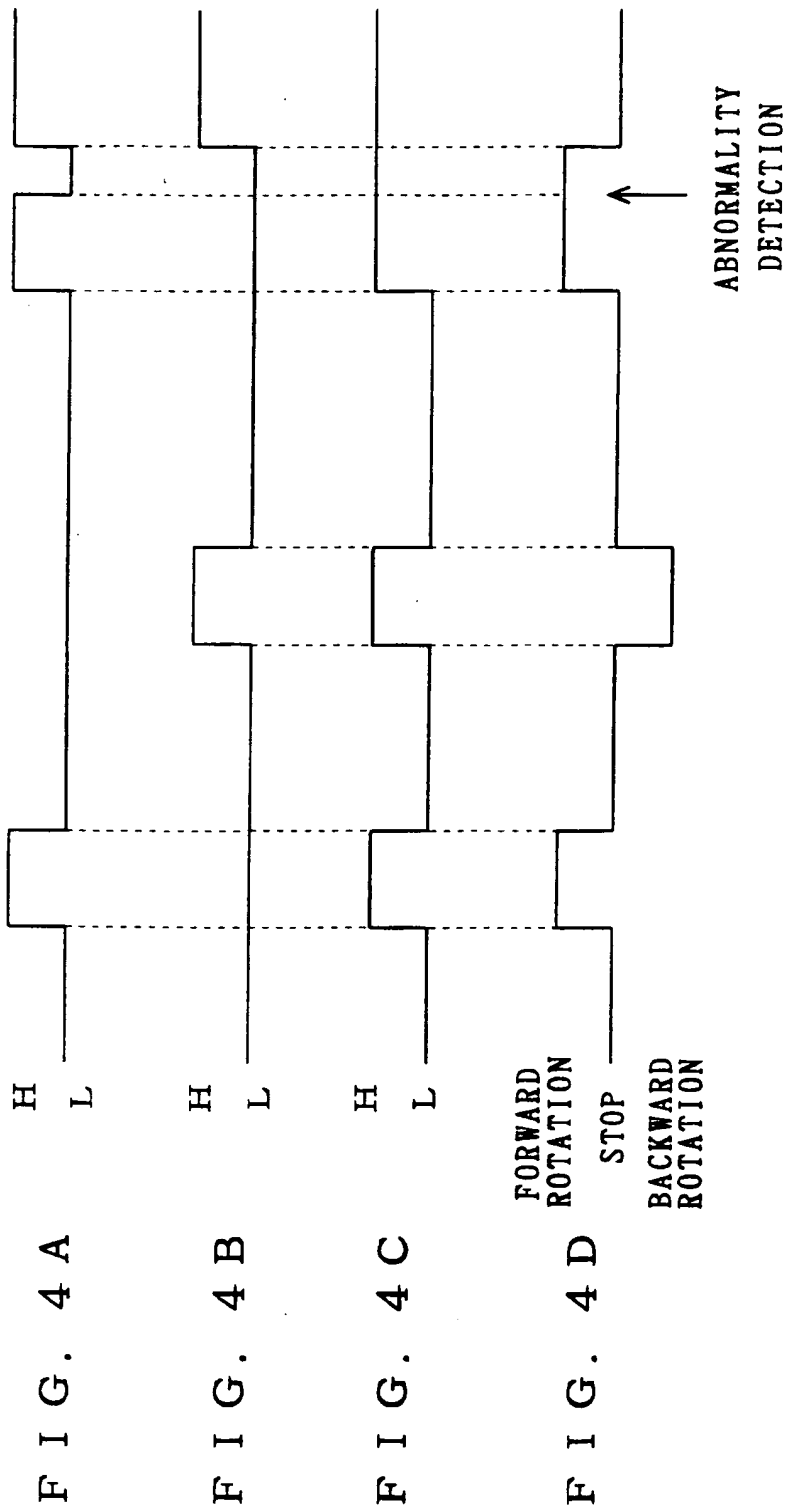 FIG. 4A
H
L
FIG. 4B
H
L
FIG. 4C
H
L
FIG. 4D
FORWARD
ROTATION
STOP
BACKWARD
ROTATION
ABNORMALITY
DETECTION